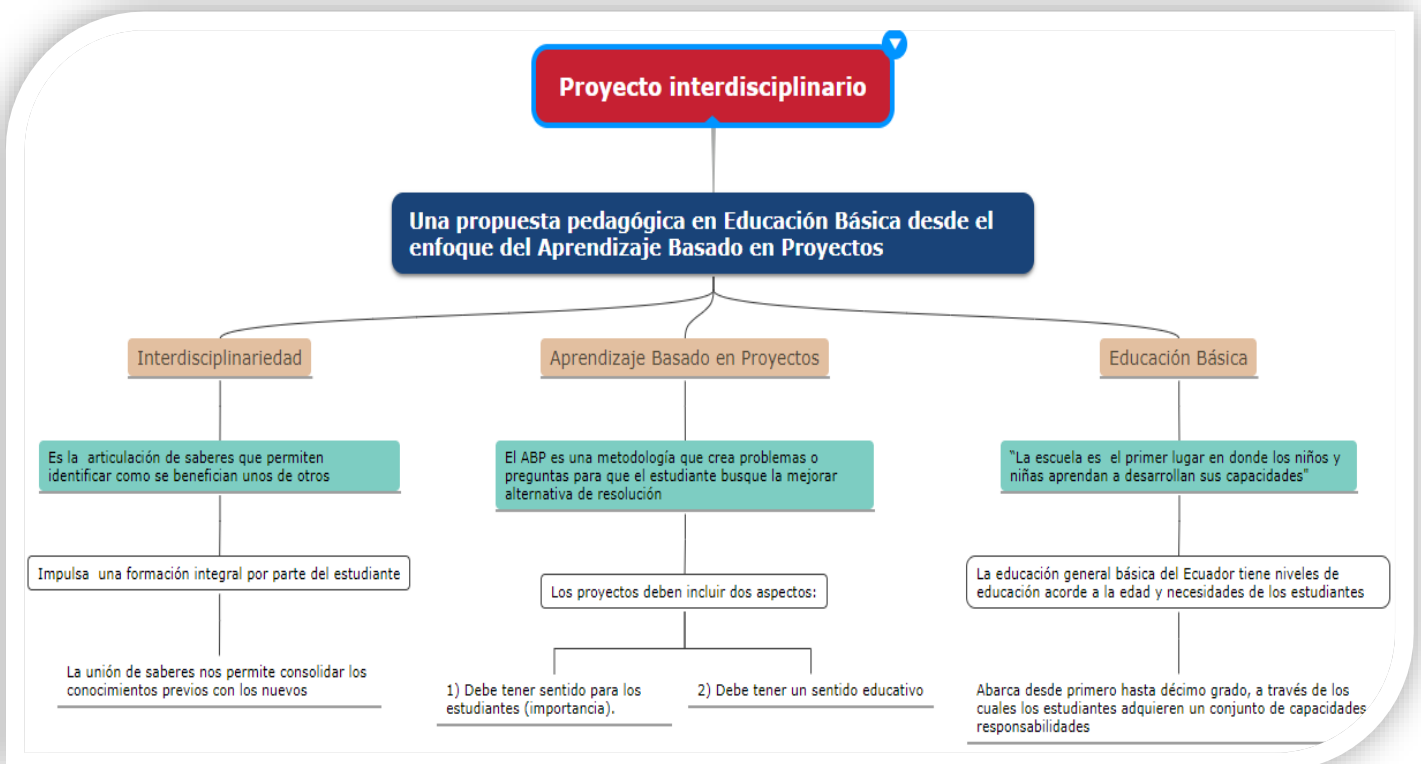 Proyecto interdisciplinario
Una propuesta pedagógica en Educación Básica desde el
enfoque del Aprendizaje Basado en Proyectos
Interdisciplinariedad
Es la articulación de saberes que permiten
identificar como se benefician unos de otros
Impulsa una formación integral por parte del estudiante
La unión de saberes nos permite consolidar los
conocimientos previos con los nuevos
Aprendizaje Basado en Proyectos
El ABP es una metodología que crea problemas o
preguntas para que el estudiante busque la mejorar
alternativa de resolución
Los proyectos deben incluir dos aspectos:
1) Debe tener sentido para los
estudiantes (importancia).
2) Debe tener un sentido educativo
Educación Básica
"La escuela es el primer lugar en donde los niños y
niñas aprendan a desarrollan sus capacidades"
La educación general básica del Ecuador tiene niveles de
educación acorde a la edad y necesidades de los estudiantes
Abarca desde primero hasta décimo grado, a través de los
cuales los estudiantes adquieren un conjunto de capacidades
responsabilidades